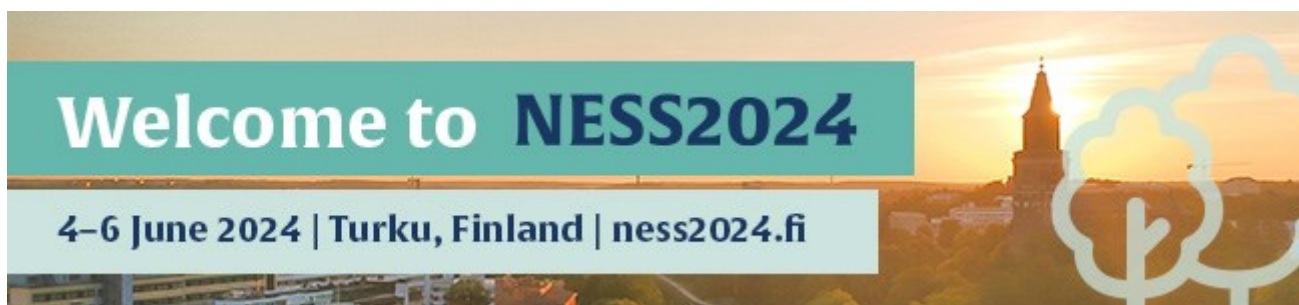 Welcome to NESS2024
4–6 June 2024 | Turku, Finland | ness2024.fi